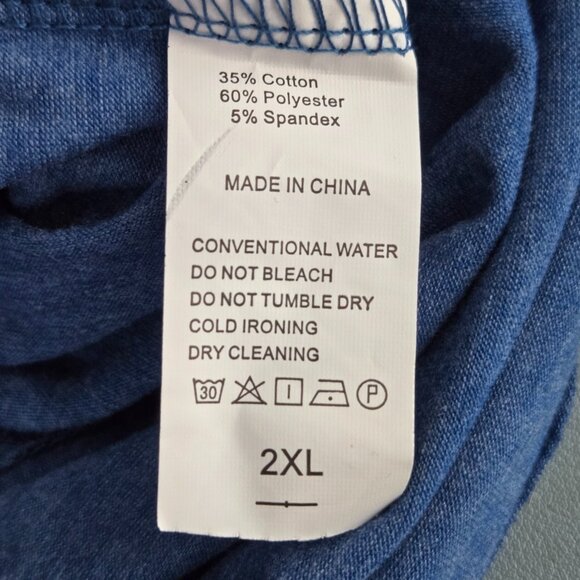 35% Cotton
60% Polyester
5% Spandex
MADE IN CHINA
CONVENTIONAL WATER
DO NOT BLEACH
DO NOT TUMBLE DRY
COLD IRONING
DRY CLEANING
30 P
2XL